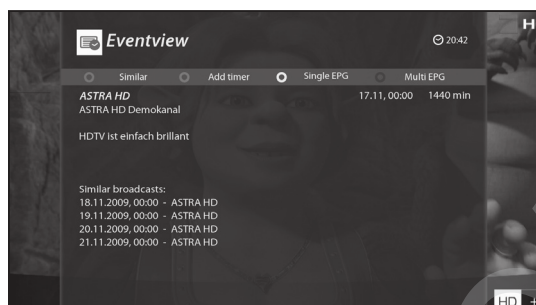 H
Eventview
20:42
Similar Add timer Single EPG Multi EPG
ASTRA HD 17.11, 00:00 1440 min
ASTRA HD Demokanal
HDTV ist einfach brillant
Similar broadcasts:
18.11.2009, 00:00 - ASTRA HD
19.11.2009, 00:00 - ASTRA HD
20.11.2009, 00:00 - ASTRA HD
21.11.2009, 00:00 - ASTRA HD
HD +